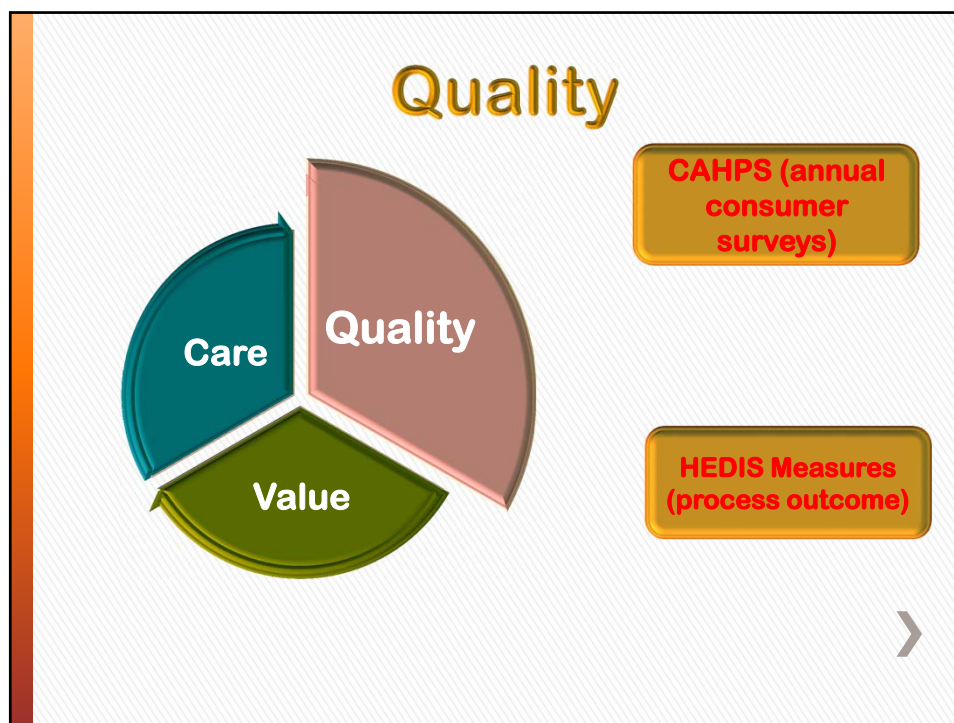 Quality
CAHPS (annual
consumer
surveys)
Quality
Care
Value
HEDIS Measures
(process outcome)